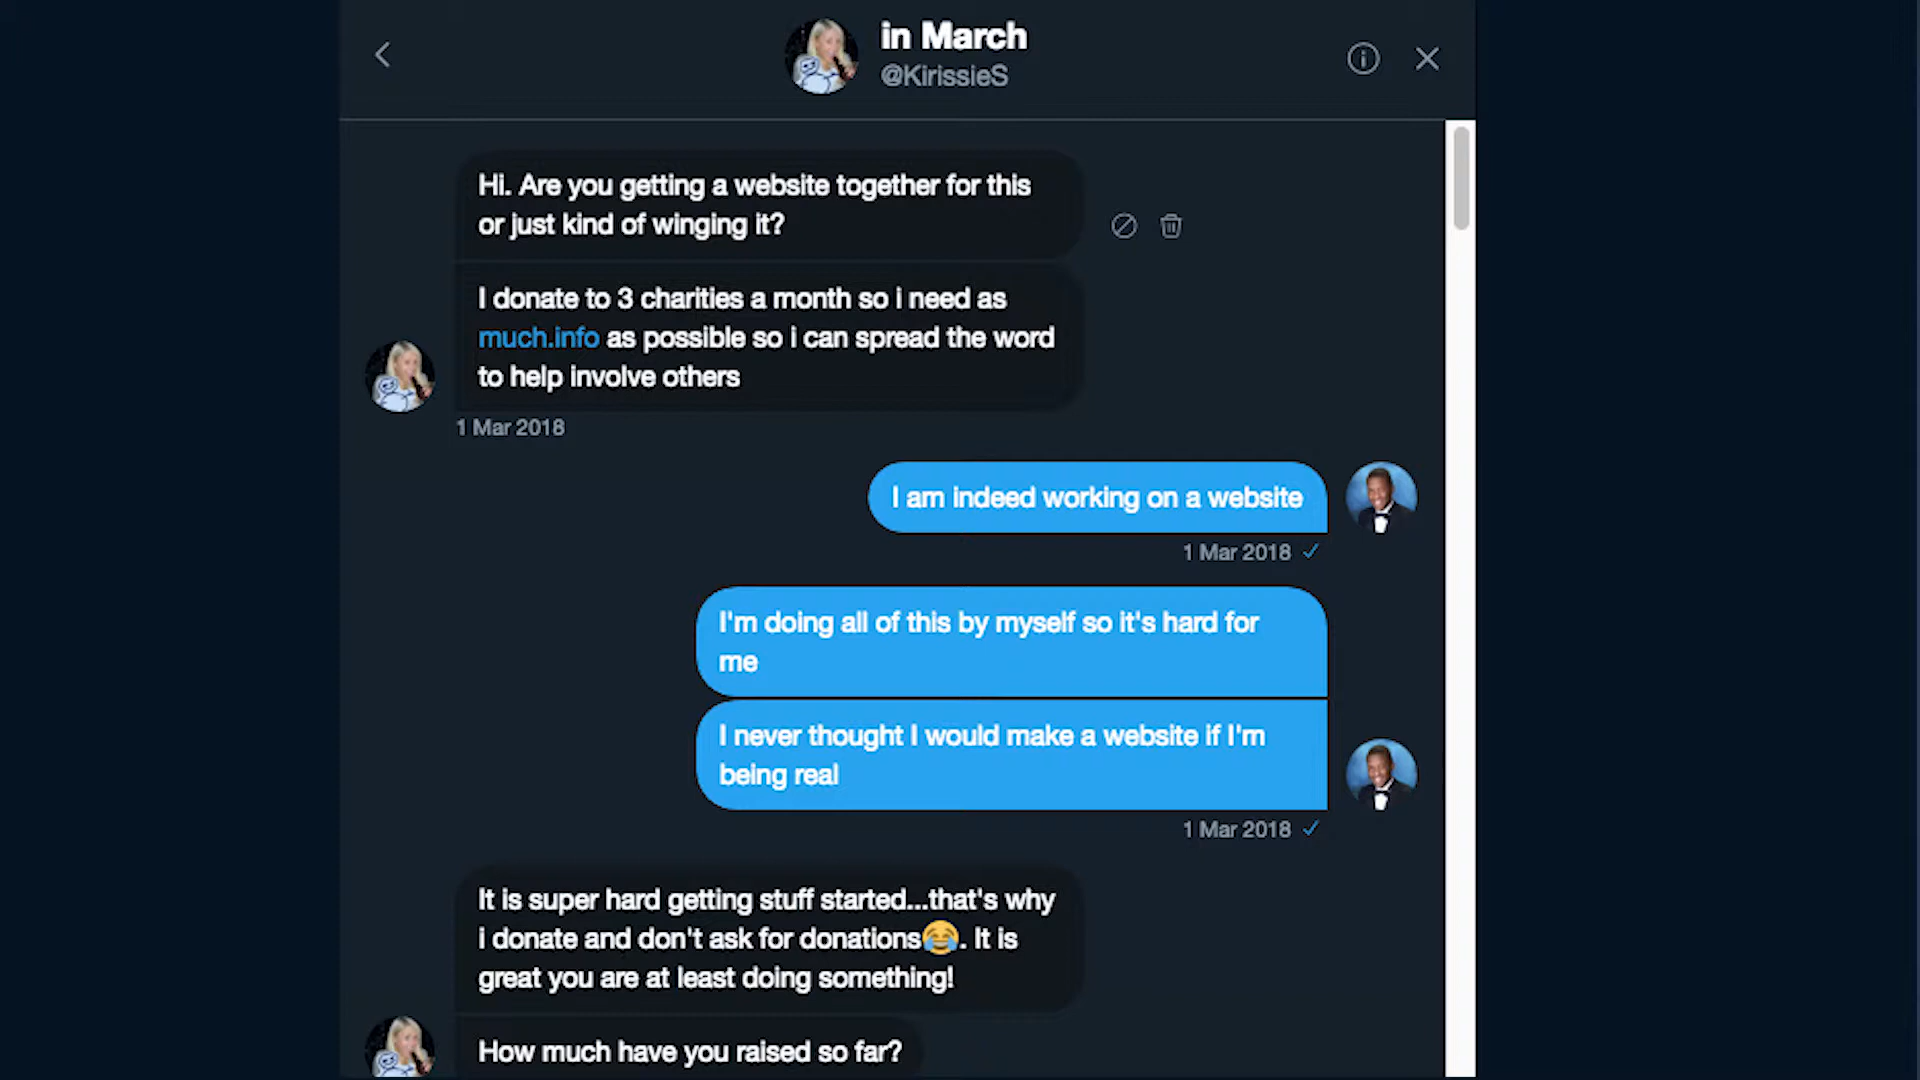 in March
@KirissieS
Hi. Are you getting a website together for this
or just kind of winging it?
I donate to 3 charities a month so i need as
much.info as possible so i can spread the word
to help involve others
1 Mar 2018
I am indeed working on a website
1 Mar 2018
I'm doing all of this by myself so it's hard for
me
I never thought I would make a website if I'm
being real
1 Mar 2018
It is super hard getting stuff started...that's why
i donate and don't ask for donations😂. It is
great you are at least doing something!
How much have you raised so far?